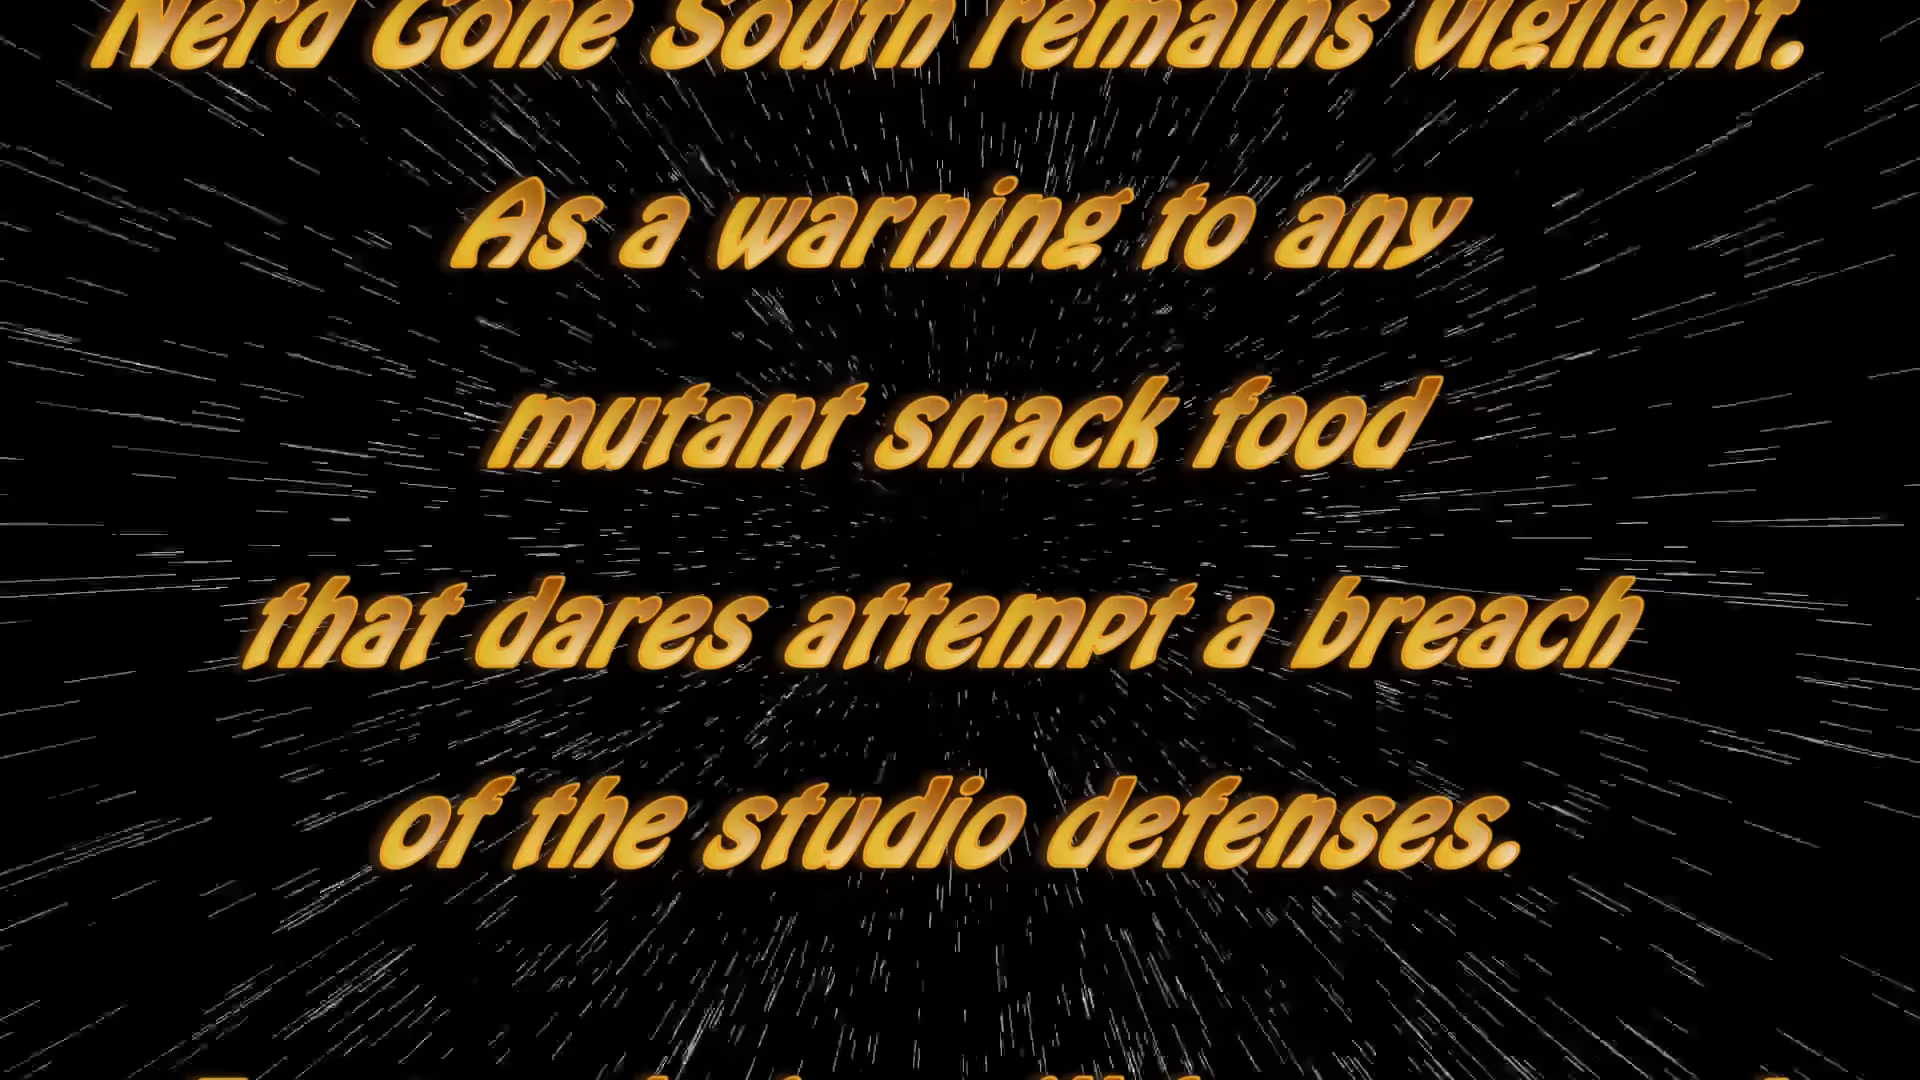 Nerd Gone South remains vigilant.
As a warning to any
mutant snack food
that dares attempt a breach
of the studio defenses.